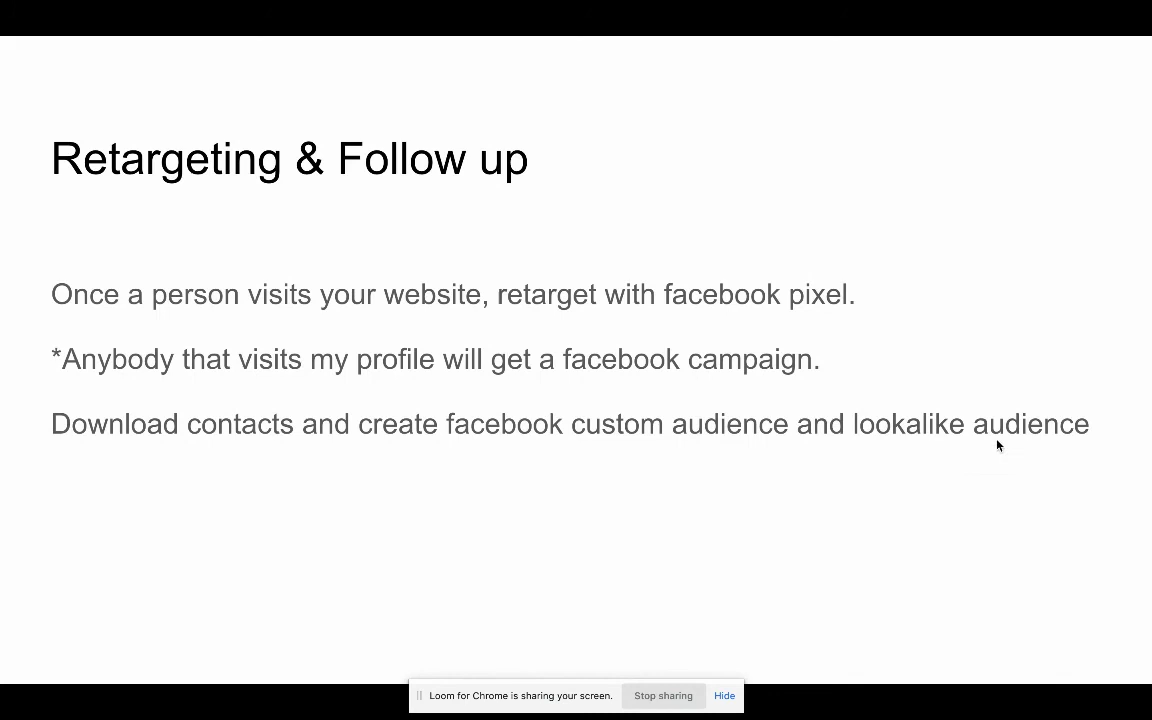 Retargeting & Follow up
Once a person visits your website, retarget with facebook pixel.
*Anybody that visits my profile will get a facebook campaign.
Download contacts and create facebook custom audience and lookalike audience
Loom for Chrome is sharing your screen. Stop sharing Hide